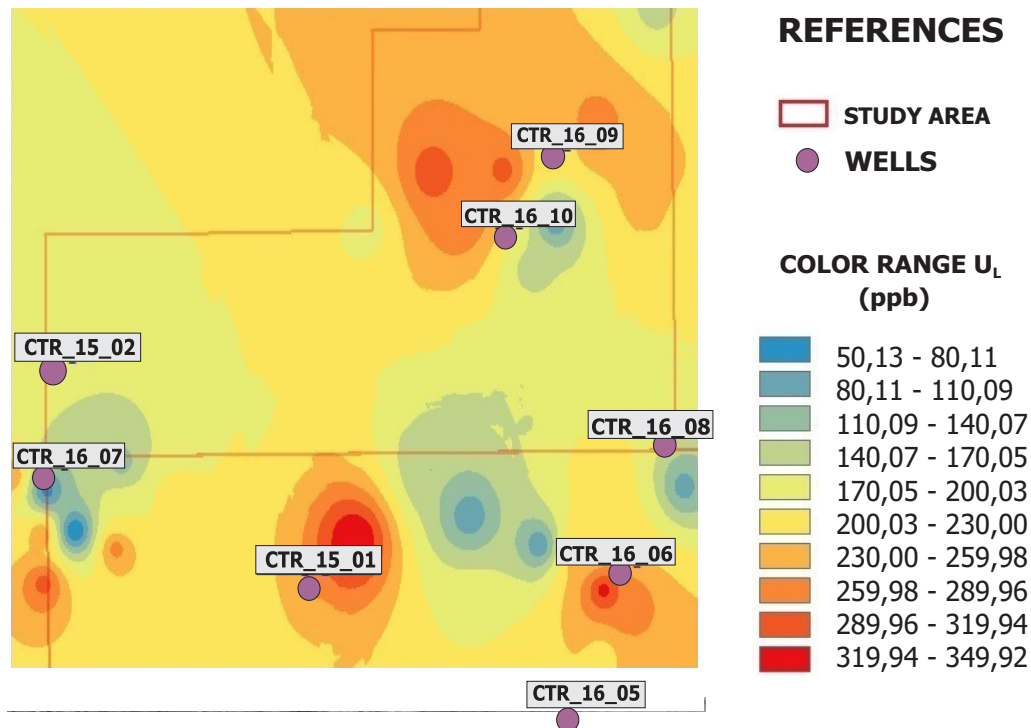 CTR_16_09
CTR_16_10
CTR_15_02
CTR_16_08
CTR_16_07
CTR_15_01
CTR_16_06
CTR_16_05
REFERENCES
STUDY AREA
WELLS
COLOR RANGE U_L
(ppb)
50,13 - 80,11
80,11 - 110,09
110,09 - 140,07
140,07 - 170,05
170,05 - 200,03
200,03 - 230,00
230,00 - 259,98
259,98 - 289,96
289,96 - 319,94
319,94 - 349,92